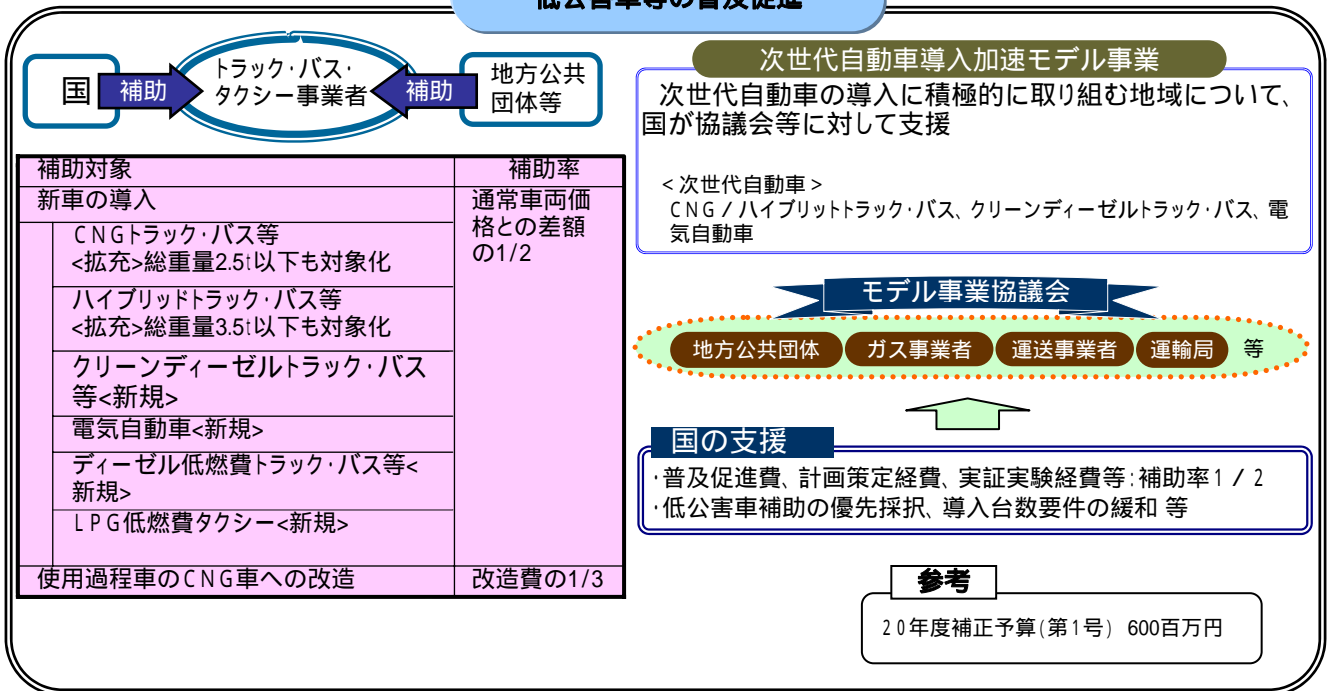 低公害車等の普及促進
国
補助
トラック・バス・
タクシー事業者
補助
地方公共
団体等
補助対象
補助率
新車の導入
通常車両価
格との差額
の1/2
CNGトラック・バス等
<拡充>総重量2.5t以下も対象化
ハイブリッドトラック・バス等
<拡充>総重量3.5t以下も対象化
クリーンディーゼルトラック・バス
等<新規>
電気自動車<新規>
ディーゼル低燃費トラック・バス等<
新規>
LPG低燃費タクシー<新規>
使用過程車のCNG車への改造
改造費の1/3
次世代自動車導入加速モデル事業
次世代自動車の導入に積極的に取り組む地域について、
国が協議会等に対して支援
<次世代自動車>
CNG/ハイブリットトラック・バス、クリーンディーゼルトラック・バス、電
気自動車
モデル事業協議会
地方公共団体 ガス事業者 運送事業者 運輸局 等
国の支援
・普及促進費、計画策定経費、実証実験経費等:補助率1/2
・低公害車補助の優先採択、導入台数要件の緩和 等
参考
20年度補正予算(第1号) 600百万円